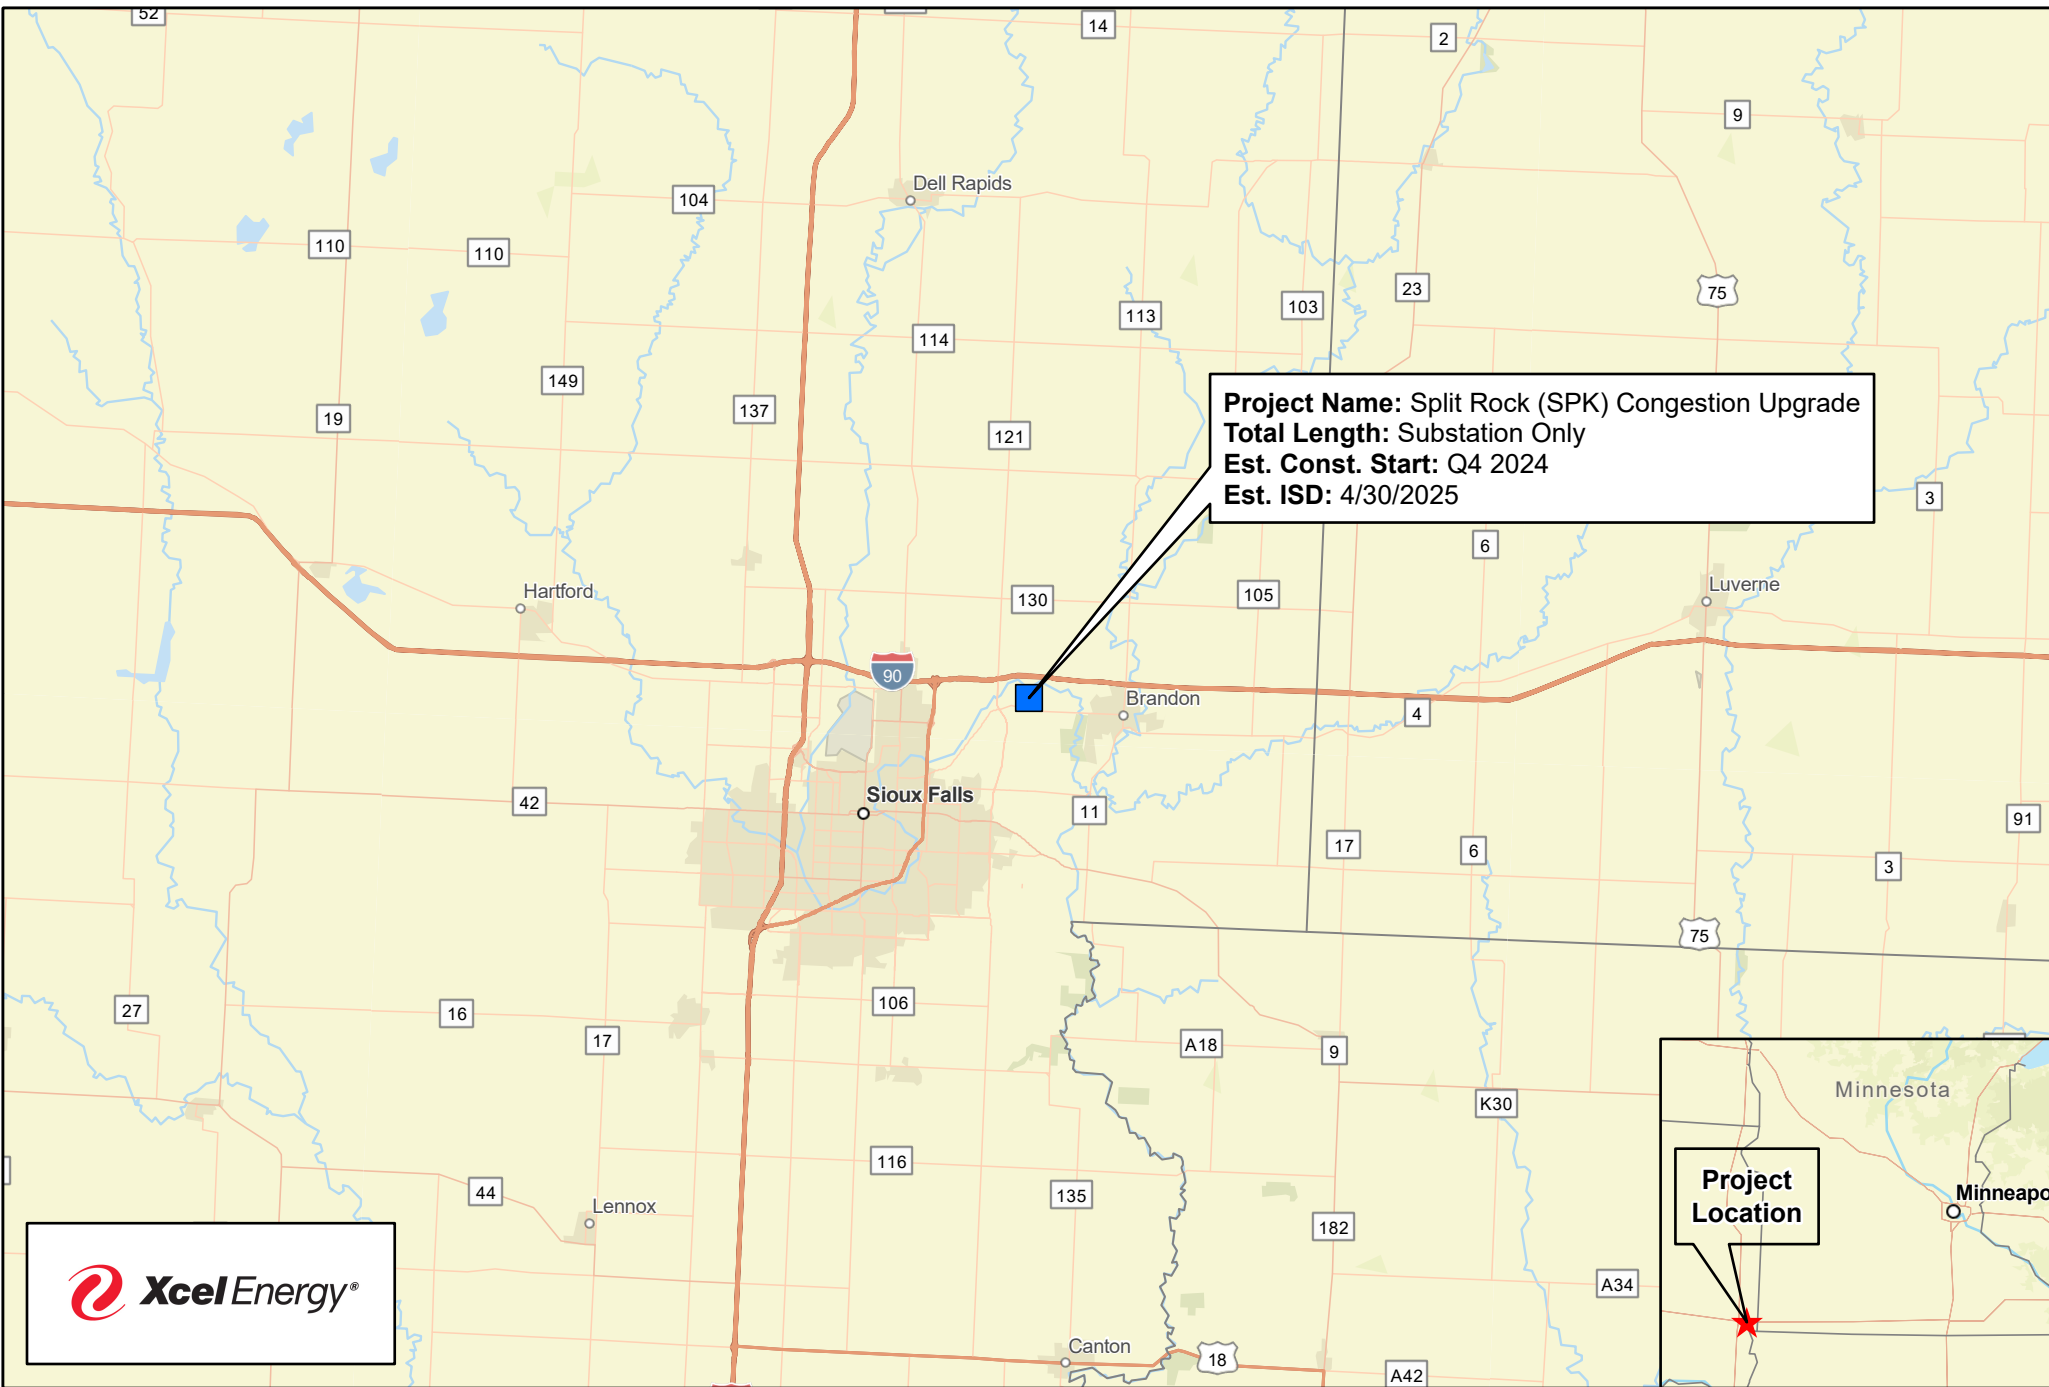 52
14
2
9
104
Dell Rapids
110
110
23
75
103
113
114
149
137
19
121
Project Name: Split Rock (SPK) Congestion Upgrade
Total Length: Substation Only
Est. Const. Start: Q4 2024
Est. ISD: 4/30/2025
3
6
Hartford
130
105
Luverne
90
Brandon
4
42
Sioux Falls
11
91
17
6
3
75
27
16
106
17
A18
9
Minnesota
K30
116
Project
Location
44
135
Minneapo
Lennox
182
A34
Xcel Energy®
Canton
18
A42